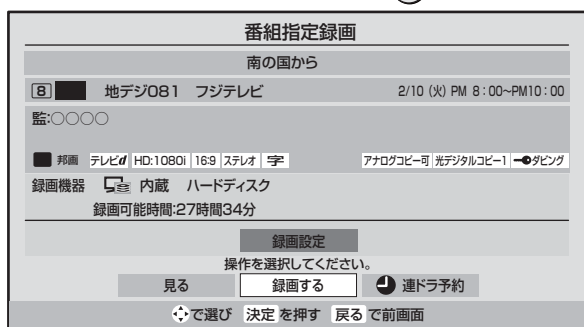 番組指定録画
南の国から
8 地デジ081 フジテレビ 2/10 (火) PM 8:00~PM10:00
監:○○○○
邦画 テレビd HD:1080i 16:9 ステレオ 字 アナログコピー可 光デジタルコピー1 ダビング
録画機器 内蔵 ハードディスク
録画可能時間:27時間34分
録画設定
操作を選択してください。
見る 録画する 連ドラ予約
で選び 決定 を押す 戻る で前画面